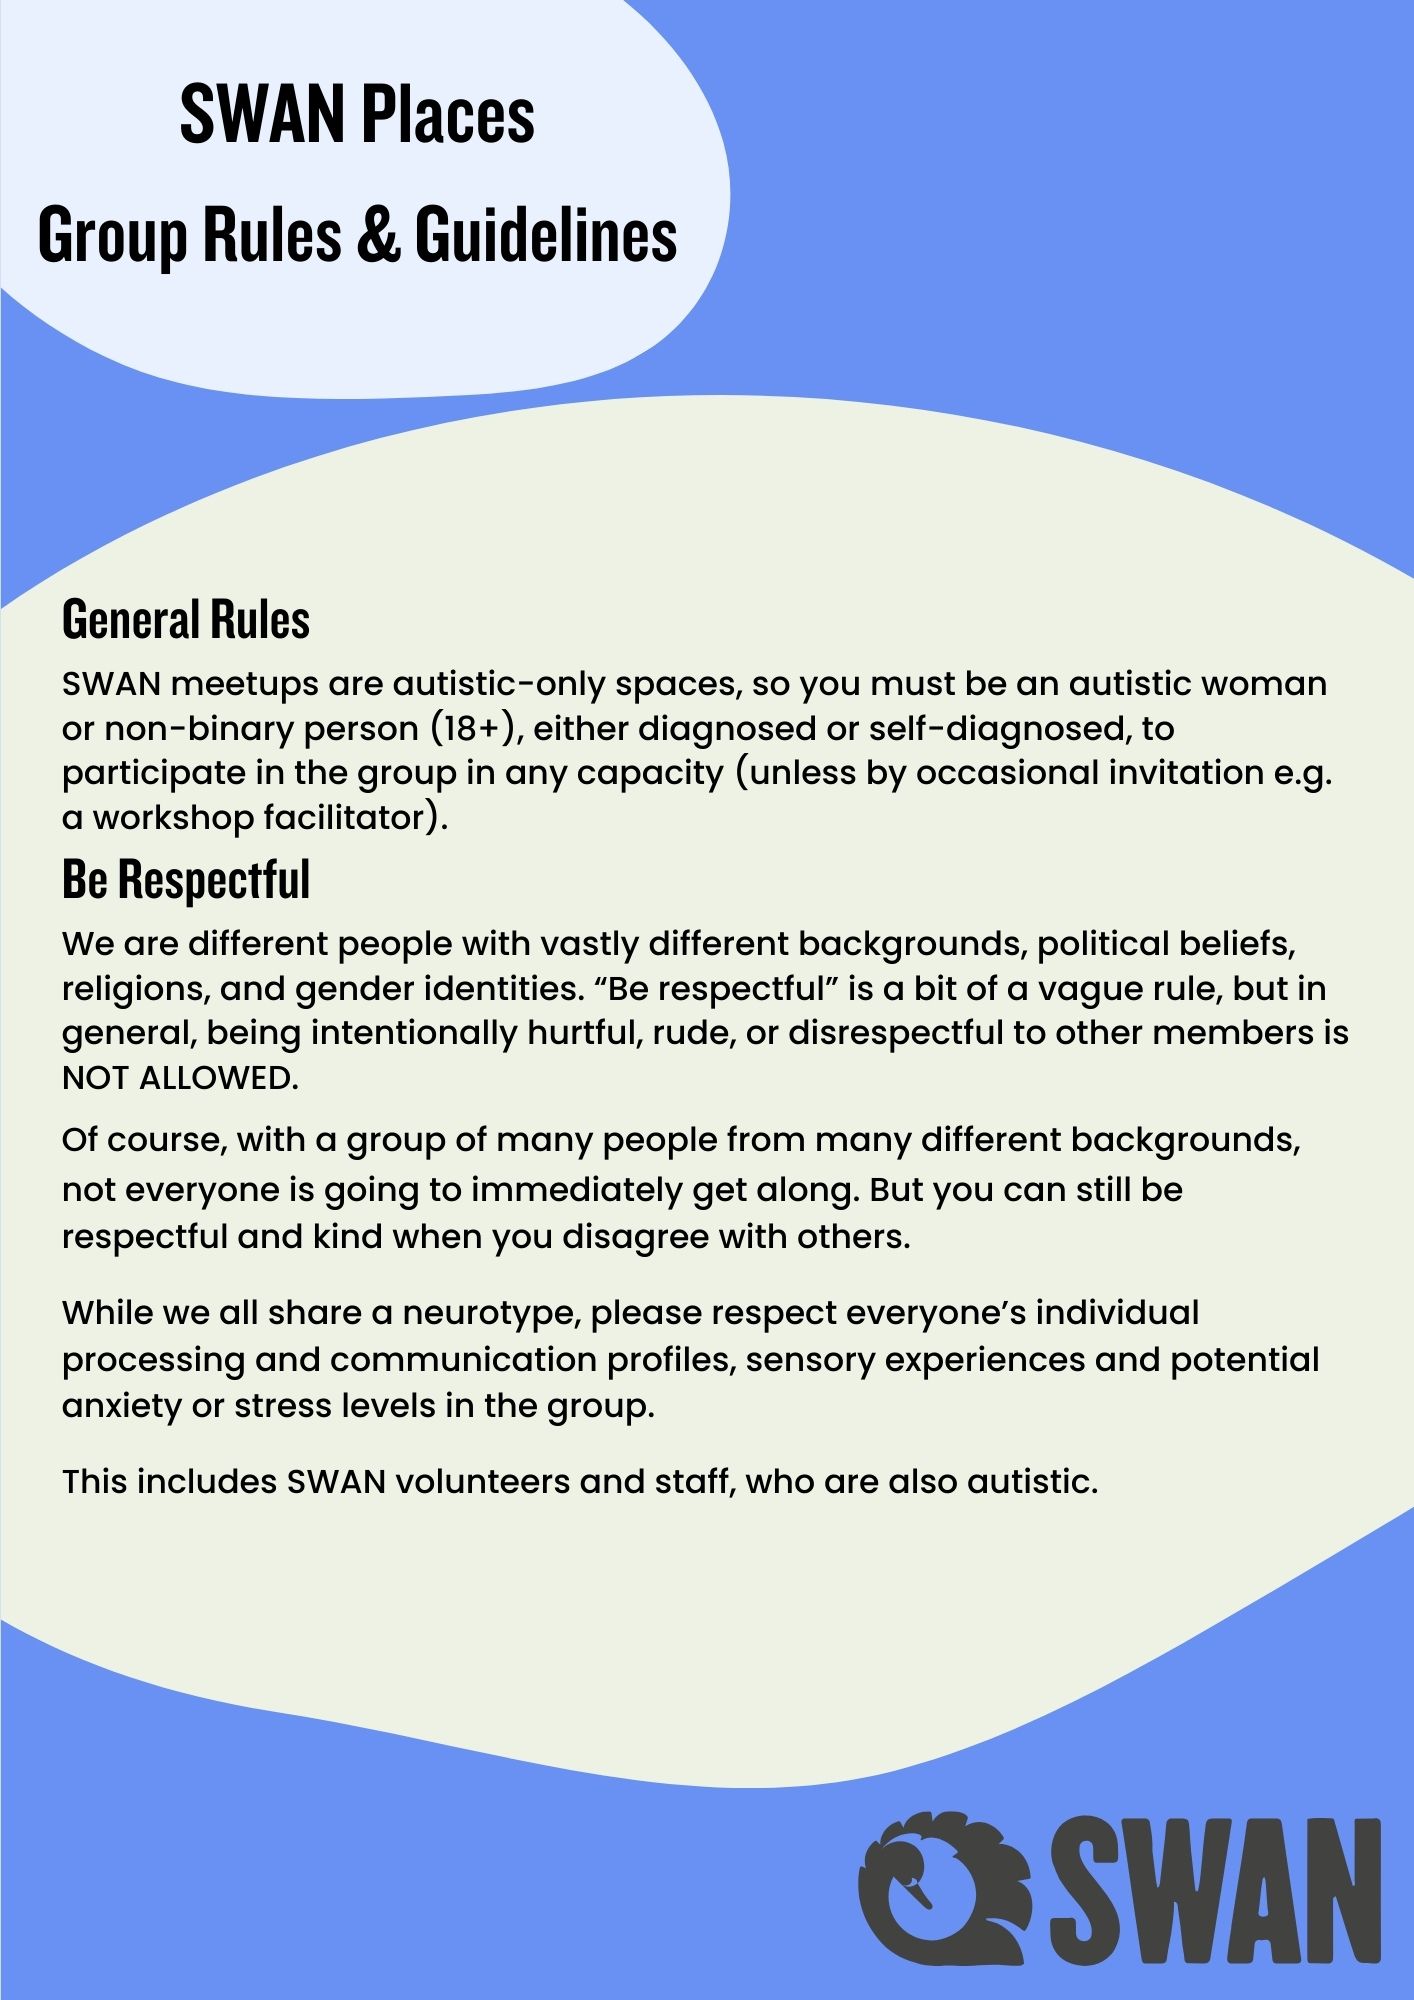 SWAN Places
Group Rules & Guidelines
General Rules
SWAN meetups are autistic-only spaces, so you must be an autistic woman
or non-binary person (18+), either diagnosed or self-diagnosed, to
participate in the group in any capacity (unless by occasional invitation e.g.
a workshop facilitator).
Be Respectful
We are different people with vastly different backgrounds, political beliefs,
religions, and gender identities. “Be respectful” is a bit of a vague rule, but in
general, being intentionally hurtful, rude, or disrespectful to other members is
NOT ALLOWED.
Of course, with a group of many people from many different backgrounds,
not everyone is going to immediately get along. But you can still be
respectful and kind when you disagree with others.
While we all share a neurotype, please respect everyone’s individual
processing and communication profiles, sensory experiences and potential
anxiety or stress levels in the group.
This includes SWAN volunteers and staff, who are also autistic.
SWAN